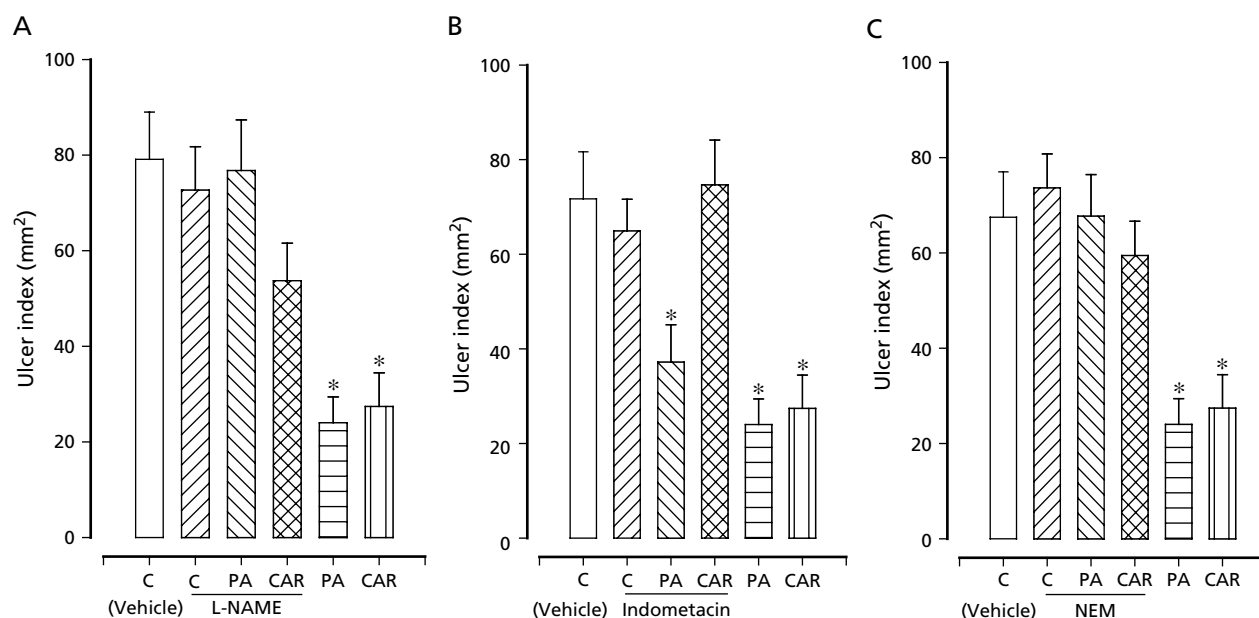 A
Ulcer index (mm²)
100
80
60
40
20
0
*
*
C C PA CAR PA CAR
(Vehicle) L-NAME
B
Ulcer index (mm²)
100
80
60
40
20
0
*
*
*
C C PA CAR PA CAR
(Vehicle) Indometacin
C
Ulcer index (mm²)
100
80
60
40
20
0
*
*
C C PA CAR PA CAR
(Vehicle) NEM